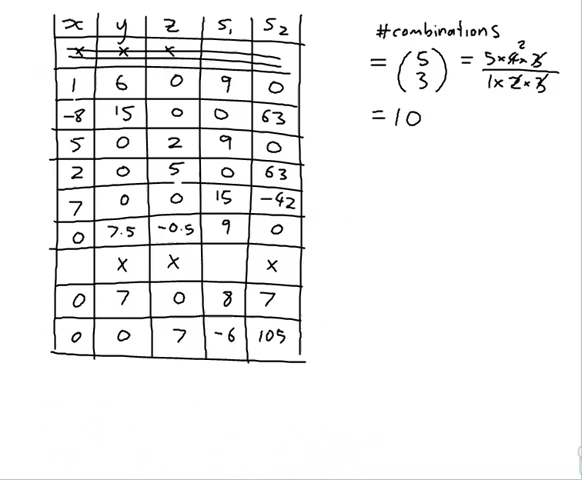 x y z s₁ s₂
x x x
1 6 0 9 0
-8 15 0 0 63
5 0 2 9 0
2 0 5 0 63
7 0 0 15 -42
0 7.5 -0.5 9 0
x x x
0 7 0 8 7
0 0 7 -6 105
#combinations
= (5 3) = 5×4×3 2
1×2×3
= 10